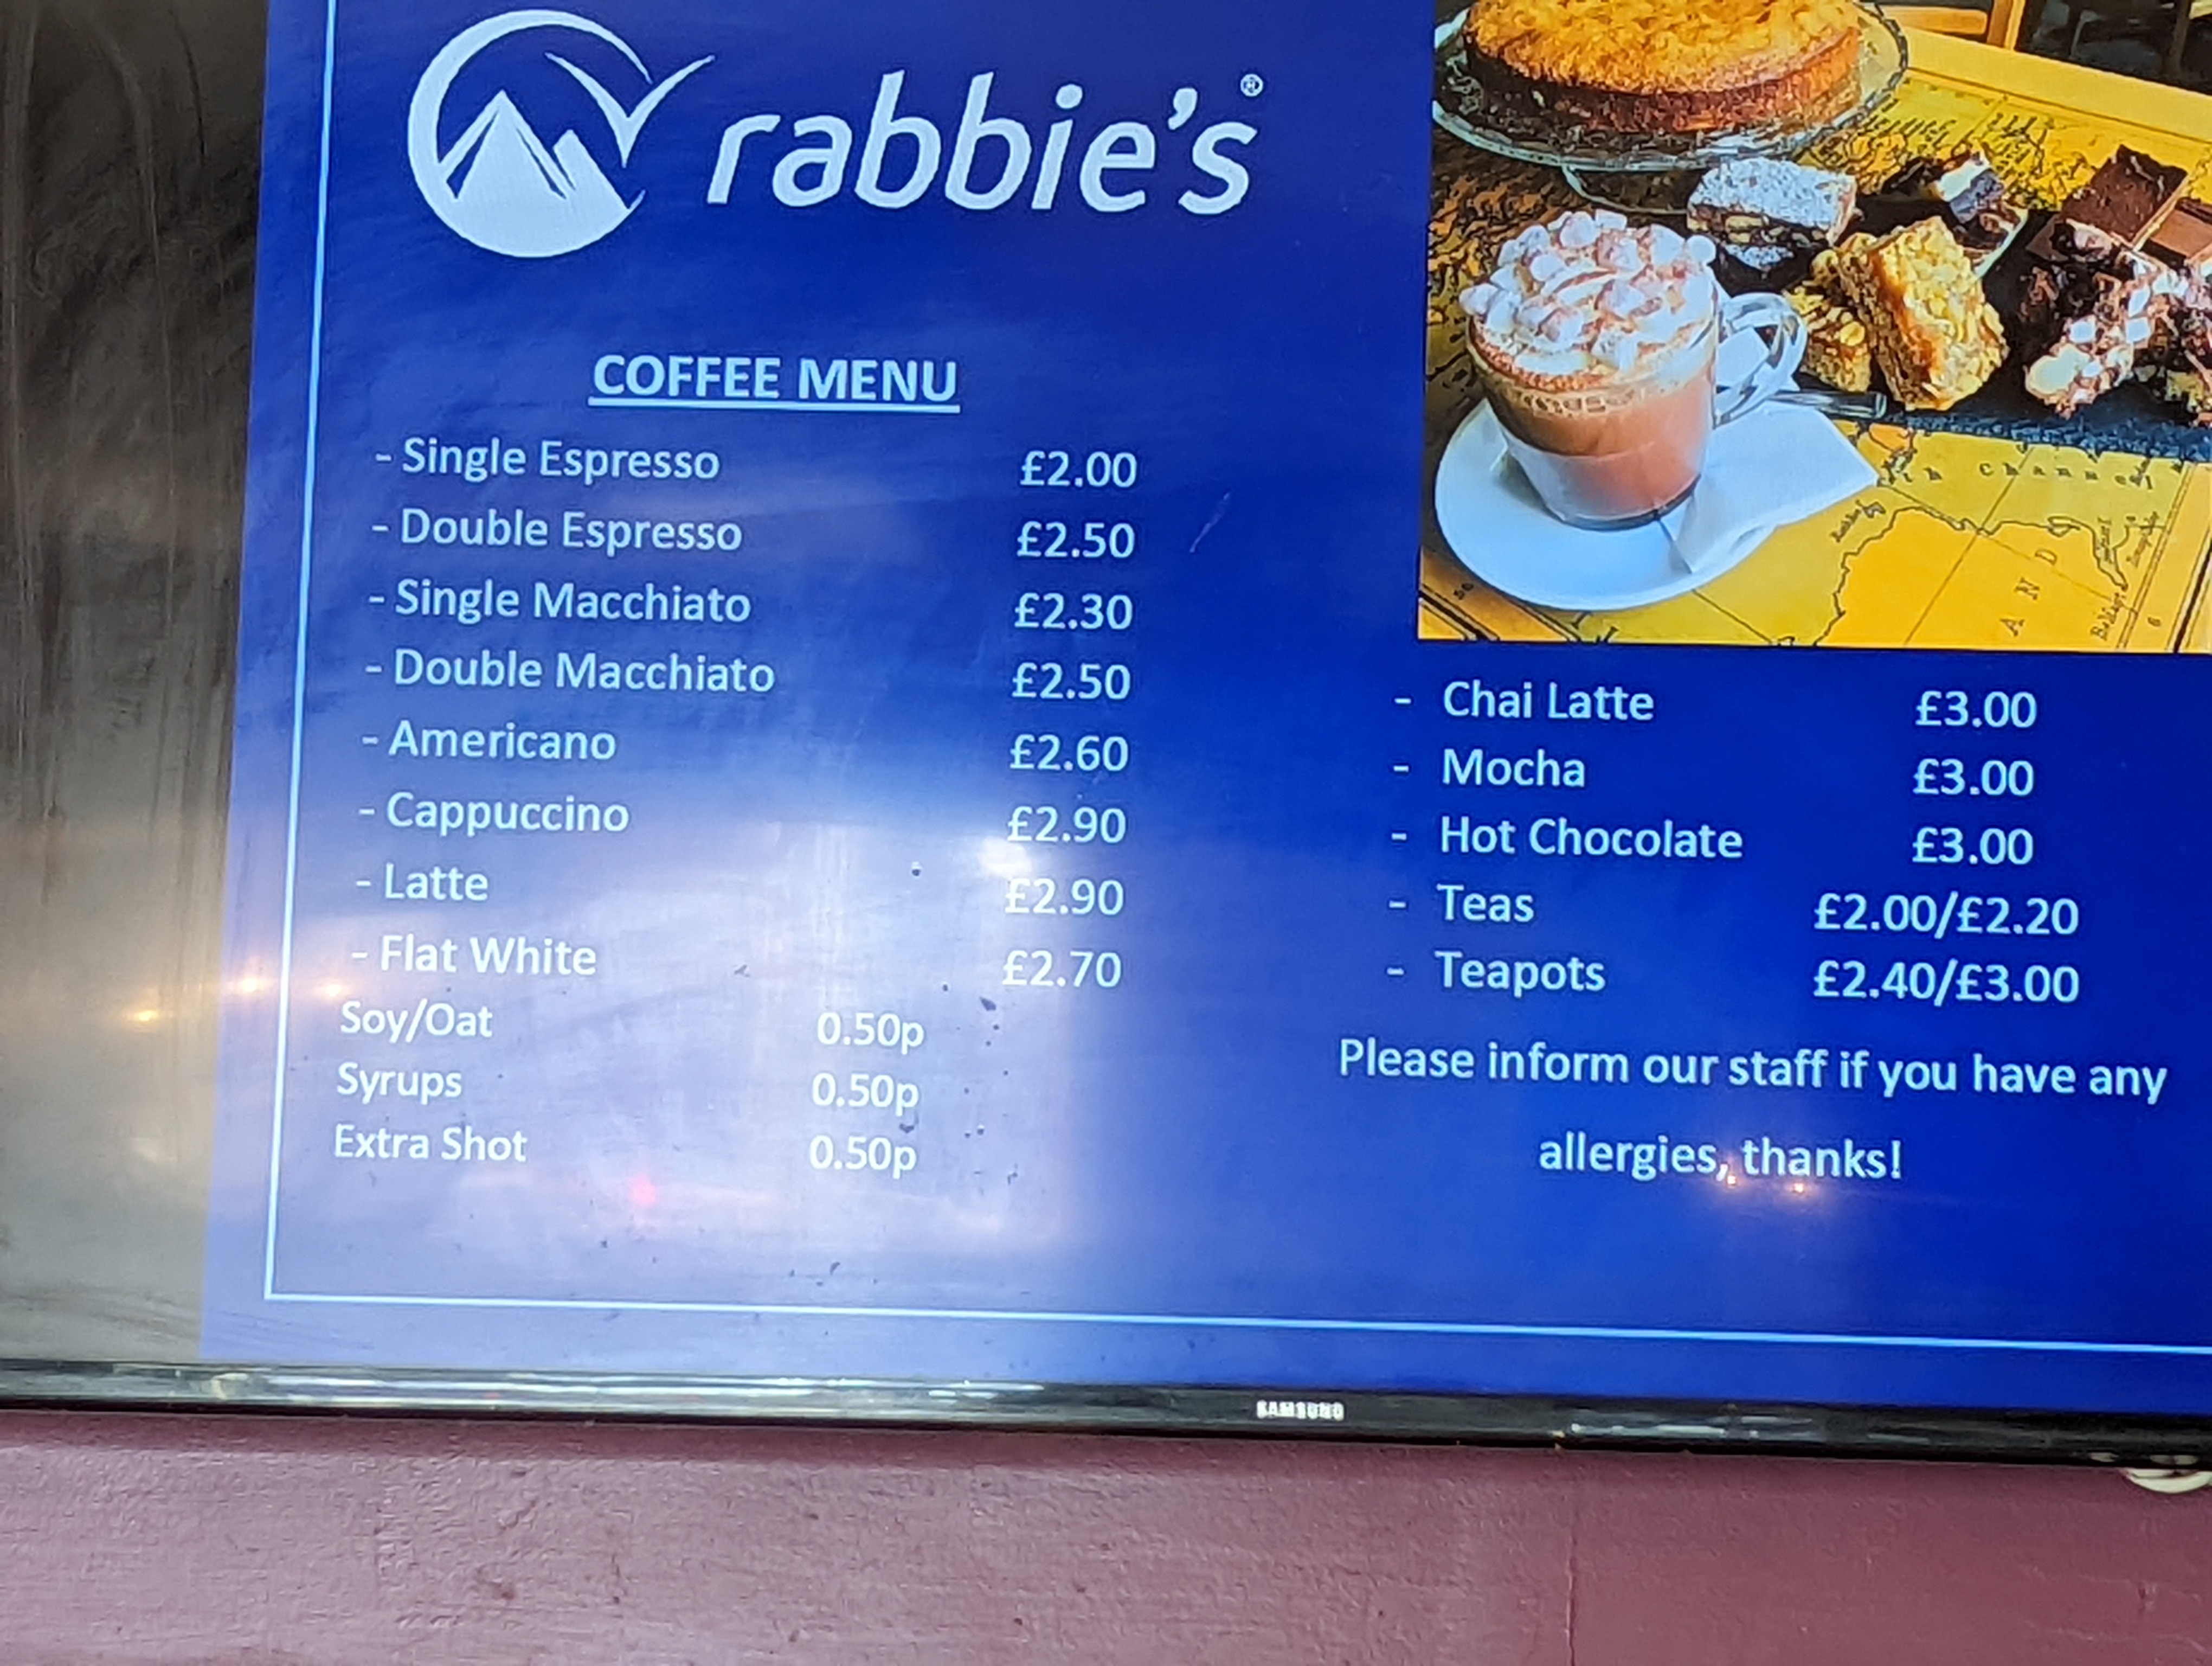 rabbie's®
COFFEE MENU
- Single Espresso £2.00
- Double Espresso £2.50
- Single Macchiato £2.30
- Double Macchiato £2.50
- Americano £2.60
- Cappuccino £2.90
- Latte £2.90
- Flat White £2.70
Soy/Oat 0.50p
Syrups 0.50p
Extra Shot 0.50p
- Chai Latte £3.00
- Mocha £3.00
- Hot Chocolate £3.00
- Teas £2.00/£2.20
- Teapots £2.40/£3.00
Please inform our staff if you have any
allergies, thanks!
SAMSUNG